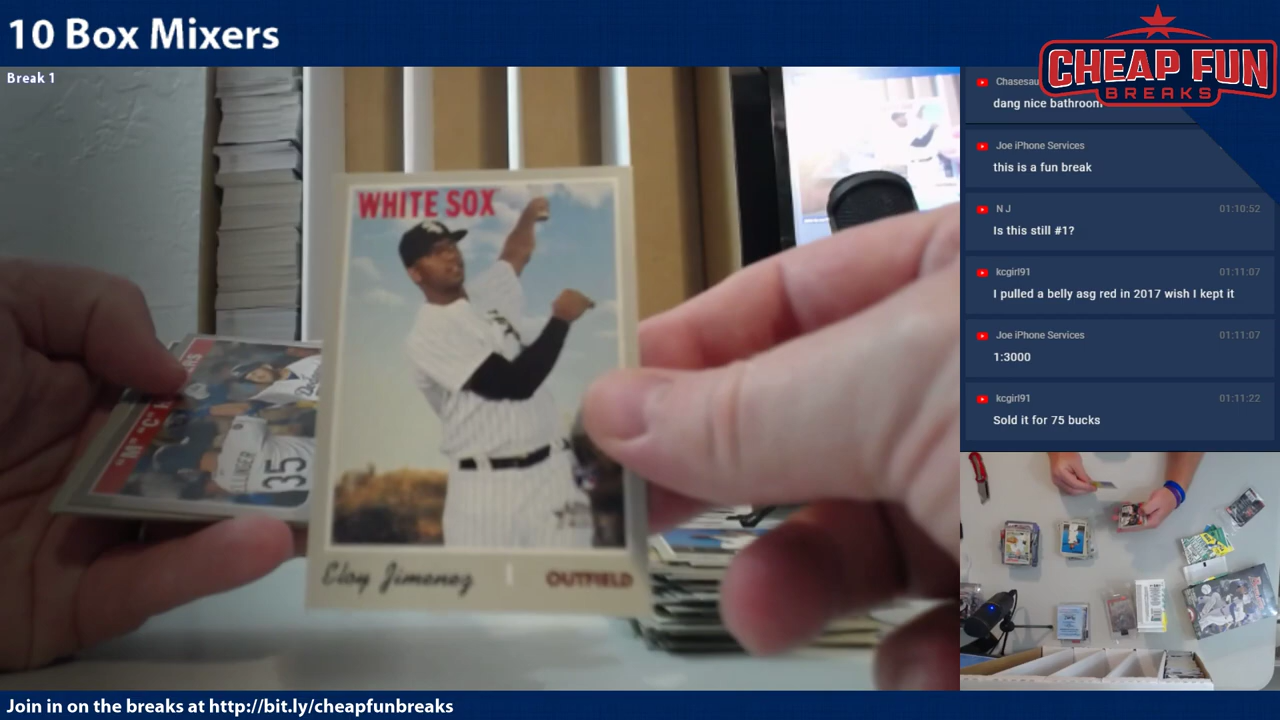 10 Box Mixers
CHEAP FUN
BREAKS
Break 1
Chasesau
dang nice bathroom
Joe iPhone Services
this is a fun break
N J 01:10:52
Is this still #1?
kcgirl91 01:11:07
I pulled a belly asg red in 2017 wish I kept it
Joe iPhone Services 01:11:07
1:3000
kcgirl91 01:11:22
Sold it for 75 bucks
WHITE SOX
Eloy Jimenez OUTFIELD
"M" "C"
35
Join in on the breaks at http://bit.ly/cheapfunbreaks